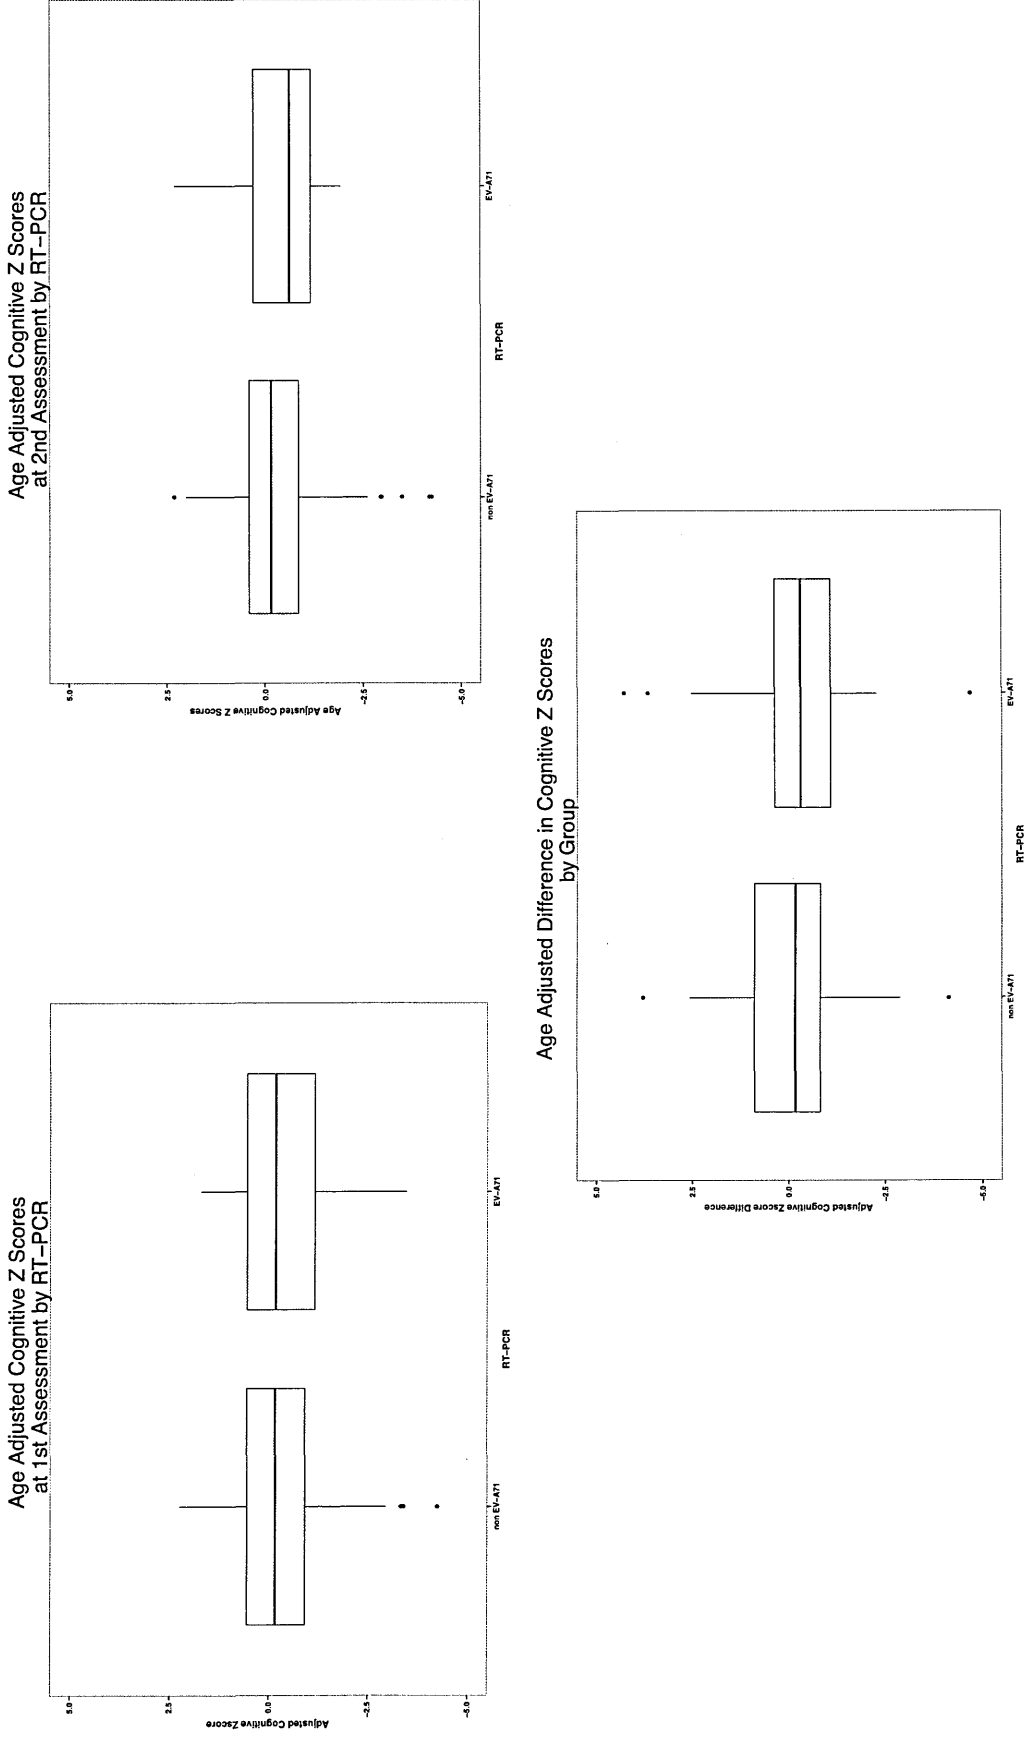 Age Adjusted Cognitive Z Scores
at 1st Assessment by RT-PCR
Adjusted Cognitive Zscore
5.0
2.5
0.0
-2.5
-5.0
non EV-A71
EV-A71
RT-PCR
Age Adjusted Cognitive Z Scores
at 2nd Assessment by RT-PCR
Age Adjusted Cognitive Z Scores
5.0
2.5
0.0
-2.5
-5.0
non EV-A71
EV-A71
RT-PCR
Age Adjusted Difference in Cognitive Z Scores
by Group
Adjusted Cognitive Zscore Difference
5.0
2.5
0.0
-2.5
-5.0
non EV-A71
EV-A71
RT-PCR